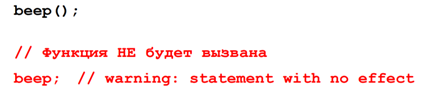 beep();
// Функция НЕ будет вызвана
beep; // warning: statement with no effect